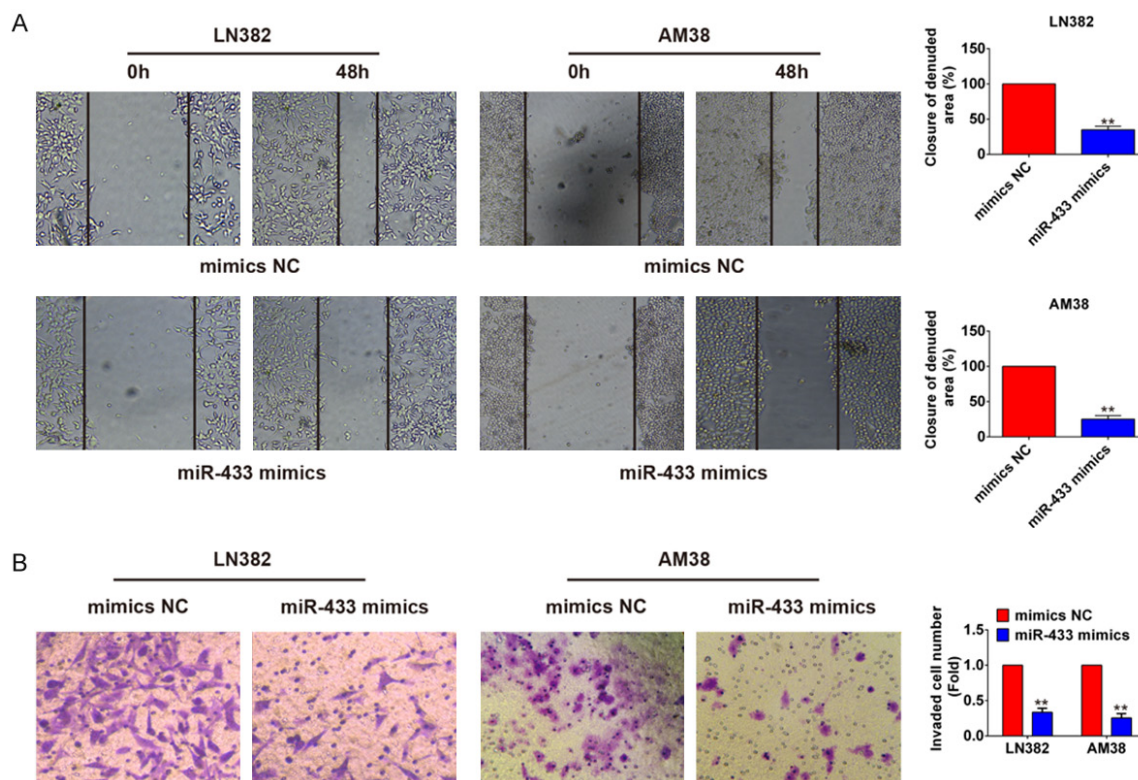 A
LN382
0h
48h
AM38
0h
48h
mimics NC
mimics NC
miR-433 mimics
miR-433 mimics
LN382
Closure of denuded
area (%)
150
100
50
0
**
mimics NC
miR-433 mimics
AM38
Closure of denuded
area (%)
150
100
50
0
**
mimics NC
miR-433 mimics
B
LN382
mimics NC
miR-433 mimics
AM38
mimics NC
miR-433 mimics
mimics NC
miR-433 mimics
Invaded cell number
(Fold)
1.5
1.0
0.5
0.0
**
**
LN382
AM38